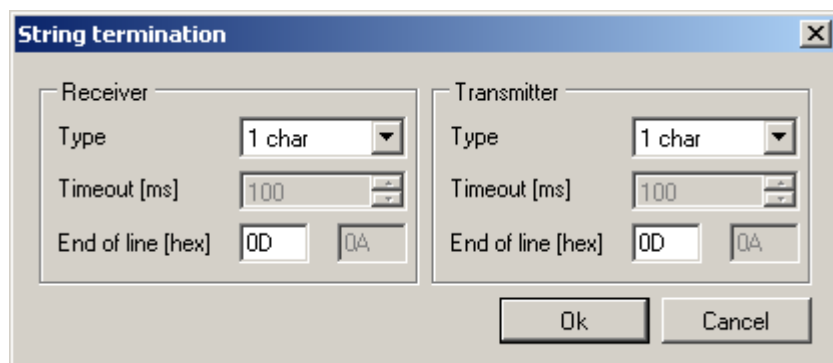 String termination
Receiver
Type 1 char
Timeout [ms] 100
End of line [hex] 0D 0A
Transmitter
Type 1 char
Timeout [ms] 100
End of line [hex] 0D 0A
Ok Cancel